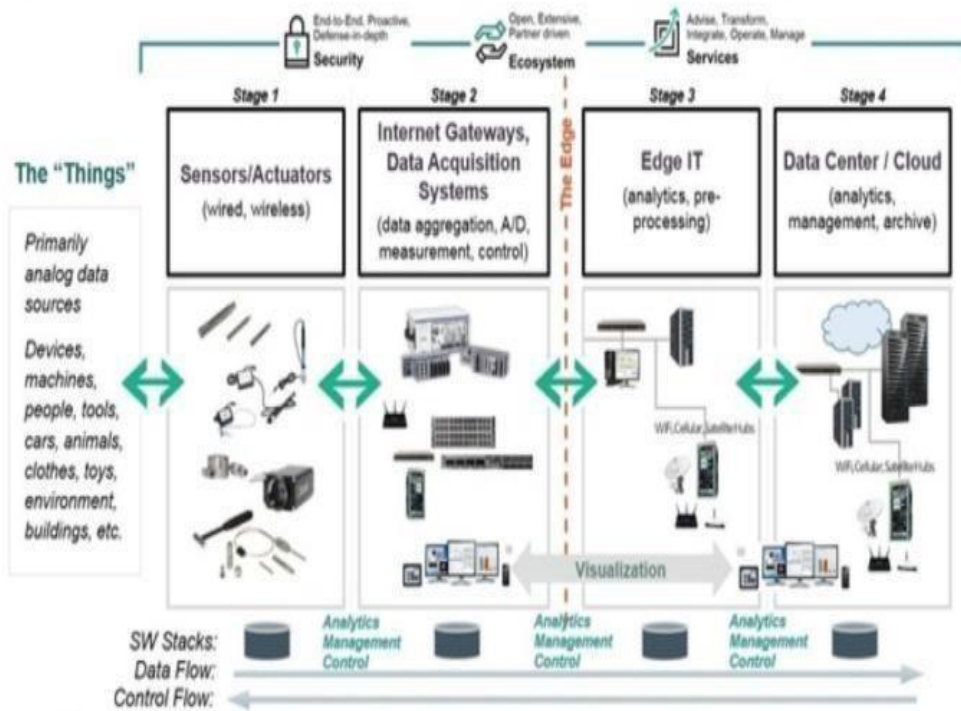 End-to-End, Proactive,
Defense-in-depth
Security
Open, Extensive,
Partner driven
Ecosystem
Advise, Transform,
Integrate, Operate, Manage
Services
Stage 1
Stage 2
Stage 3
Stage 4
The "Things"
Primarily
analog data
sources
Devices,
machines,
people, tools,
cars, animals,
clothes, toys,
environment,
buildings, etc.
Sensors/Actuators
(wired, wireless)
Internet Gateways,
Data Acquisition
Systems
(data aggregation, A/D,
measurement, control)
The Edge
Edge IT
(analytics, pre-
processing)
Data Center / Cloud
(analytics,
management, archive)
WiFi, Cellular, Satellite Hubs
WiFi, Cellular, Satellite Hubs
Visualization
SW Stacks:
Analytics
Management
Control
Analytics
Management
Control
Analytics
Management
Control
Data Flow:
Control Flow: